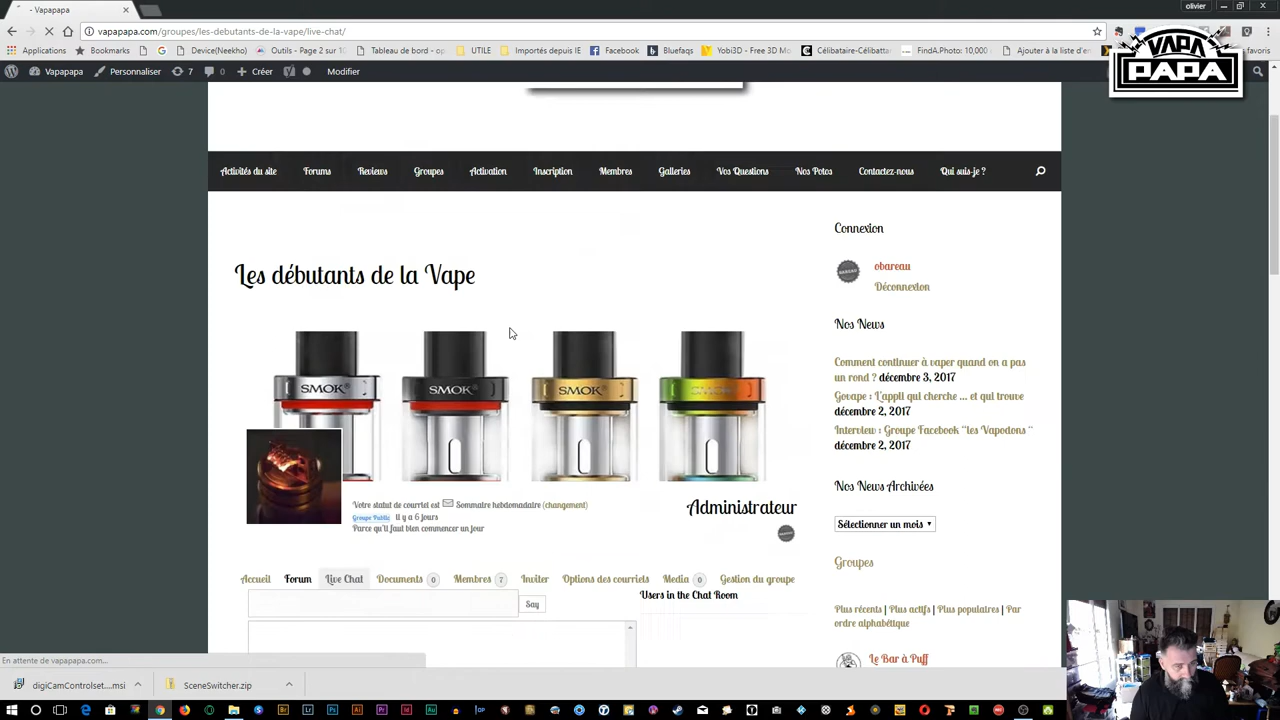 - Vapapapa
olivier
vapapapa.com/groupes/les-debutants-de-la-vape/live-chat/
Applications
Bookmarks
Device(Neekho)
Outils - Page 2 sur 10
Tableau de bord
UTILE
Importés depuis IE
Facebook
Bluefaqs
Yobi3D - Free 3D Mo
Célibataire-Célibatta
FindA.Photo: 10,000
Ajouter à la liste d'en
Favoris
VAPA
PAPA
Vapapapa
Personnaliser
7
0
Créer
Modifier
Activités du site
Forums
Reviews
Groupes
Activation
Inscription
Membres
Galleries
Vos Questions
Nos Potos
Contactez-nous
Qui suis-je ?
Les débutants de la Vape
SMOK
SMOK
SMOK
SMOK
Votre statut de courriel est Sommaire hebdomadaire (changement)
Groupe Public il y a 6 jours
Parce qu'il faut bien commencer un jour
Administrateur
Accueil
Forum
Live Chat
Documents 0
Membres 7
Inviter
Options des courriels
Media 0
Gestion du groupe
Say
Users in the Chat Room
Connexion
obareau
Déconnexion
Nos News
Comment continuer à vaper quand on a pas
un rond ? décembre 3, 2017
Govape : L'appli qui cherche ... et qui trouve
décembre 2, 2017
Interview : Groupe Facebook "les Vapodons "
décembre 2, 2017
Nos News Archivées
Sélectionner un mois
Groupes
Plus récents | Plus actifs | Plus populaires | Par
ordre alphabétique
Le Bar à Puff
En attente de vapapapa.com...
digiCamControlset....msi
SceneSwitcher.zip